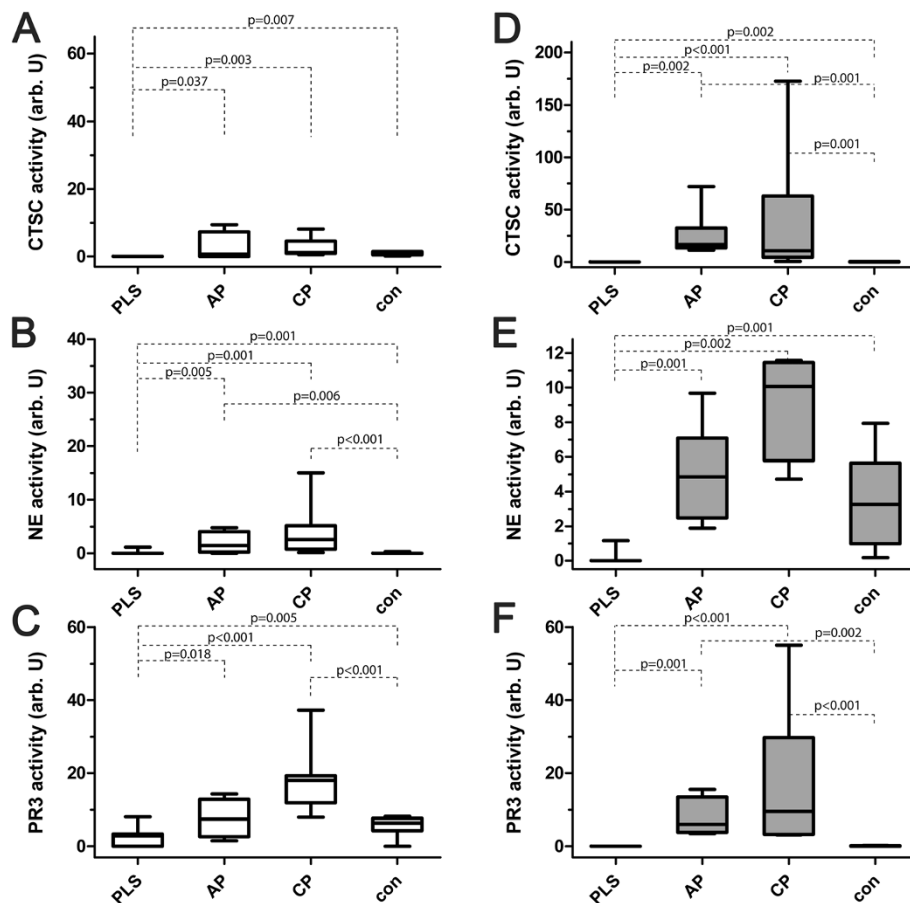 A
CTSC activity (arb. U)
60
40
20
0
p=0.007
p=0.003
p=0.037
PLS
AP
CP
con
D
CTSC activity (arb. U)
200
150
100
50
0
p=0.002
p<0.001
p=0.002
p=0.001
p=0.001
PLS
AP
CP
con
B
NE activity (arb. U)
40
30
20
10
0
p=0.001
p=0.001
p=0.005
p=0.006
p<0.001
PLS
AP
CP
con
E
NE activity (arb. U)
12
10
8
6
4
2
0
p=0.001
p=0.002
p=0.001
PLS
AP
CP
con
C
PR3 activity (arb. U)
60
40
20
0
p=0.005
p<0.001
p=0.018
p<0.001
PLS
AP
CP
con
F
PR3 activity (arb. U)
60
40
20
0
p<0.001
p=0.002
p=0.001
p<0.001
PLS
AP
CP
con